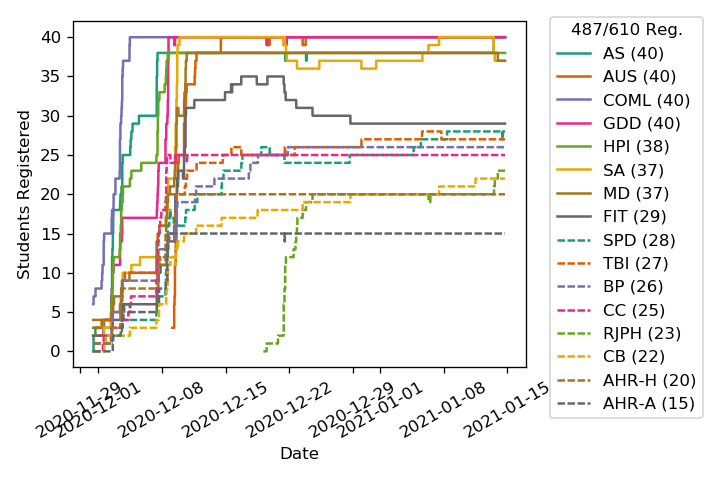 487/610 Reg.
AS (40)
AUS (40)
COML (40)
GDD (40)
HPI (38)
SA (37)
MD (37)
FIT (29)
SPD (28)
TBI (27)
BP (26)
CC (25)
RJPH (23)
CB (22)
AHR-H (20)
AHR-A (15)
Students Registered
40
35
30
25
20
15
10
5
0
2020-11-29
2020-12-01
2020-12-08
2020-12-15
2020-12-22
2020-12-29
2021-01-01
2021-01-08
2021-01-15
Date